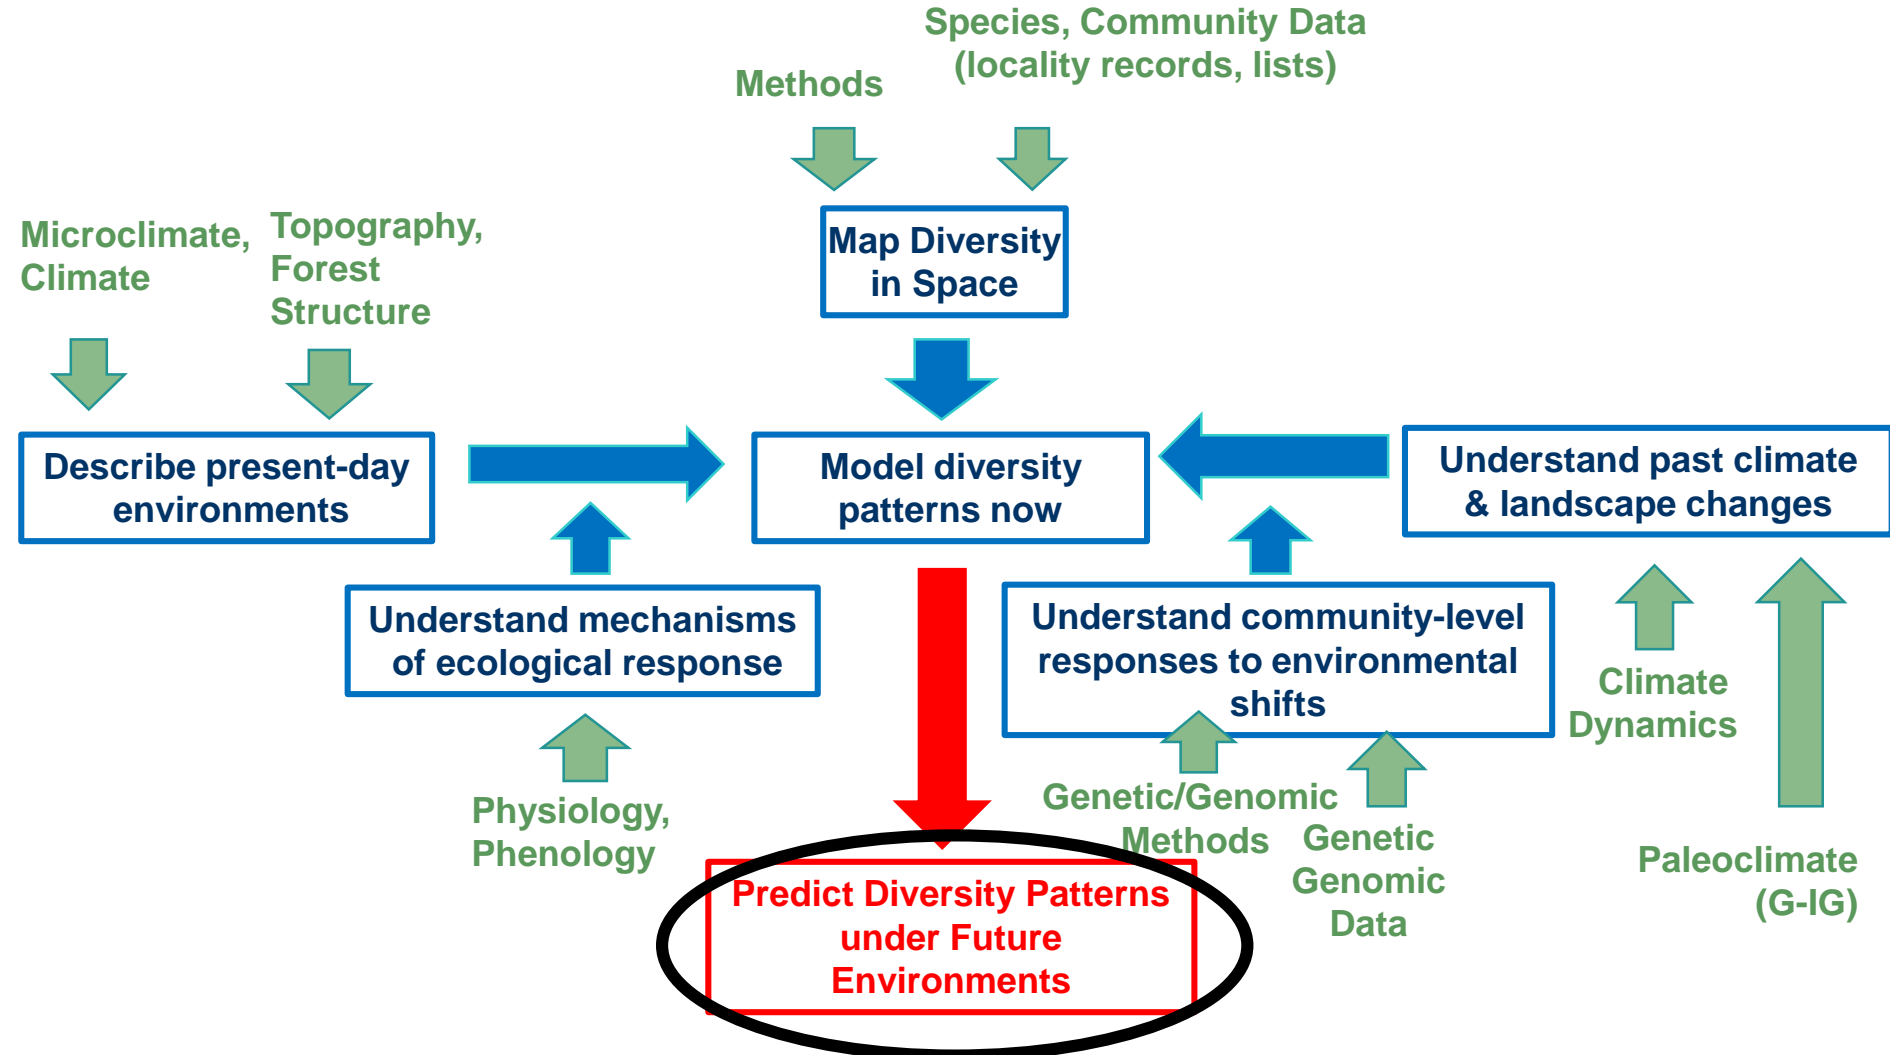 Species, Community Data
(locality records, lists)
Methods
Microclimate,
Climate
Topography,
Forest
Structure
Map Diversity
in Space
Describe present-day
environments
Model diversity
patterns now
Understand past climate
& landscape changes
Understand mechanisms
of ecological response
Understand community-level
responses to environmental
shifts
Climate
Dynamics
Physiology,
Phenology
Genetic/Genomic
Methods
Genetic
Genomic
Data
Paleoclimate
(G-IG)
Predict Diversity Patterns
under Future
Environments